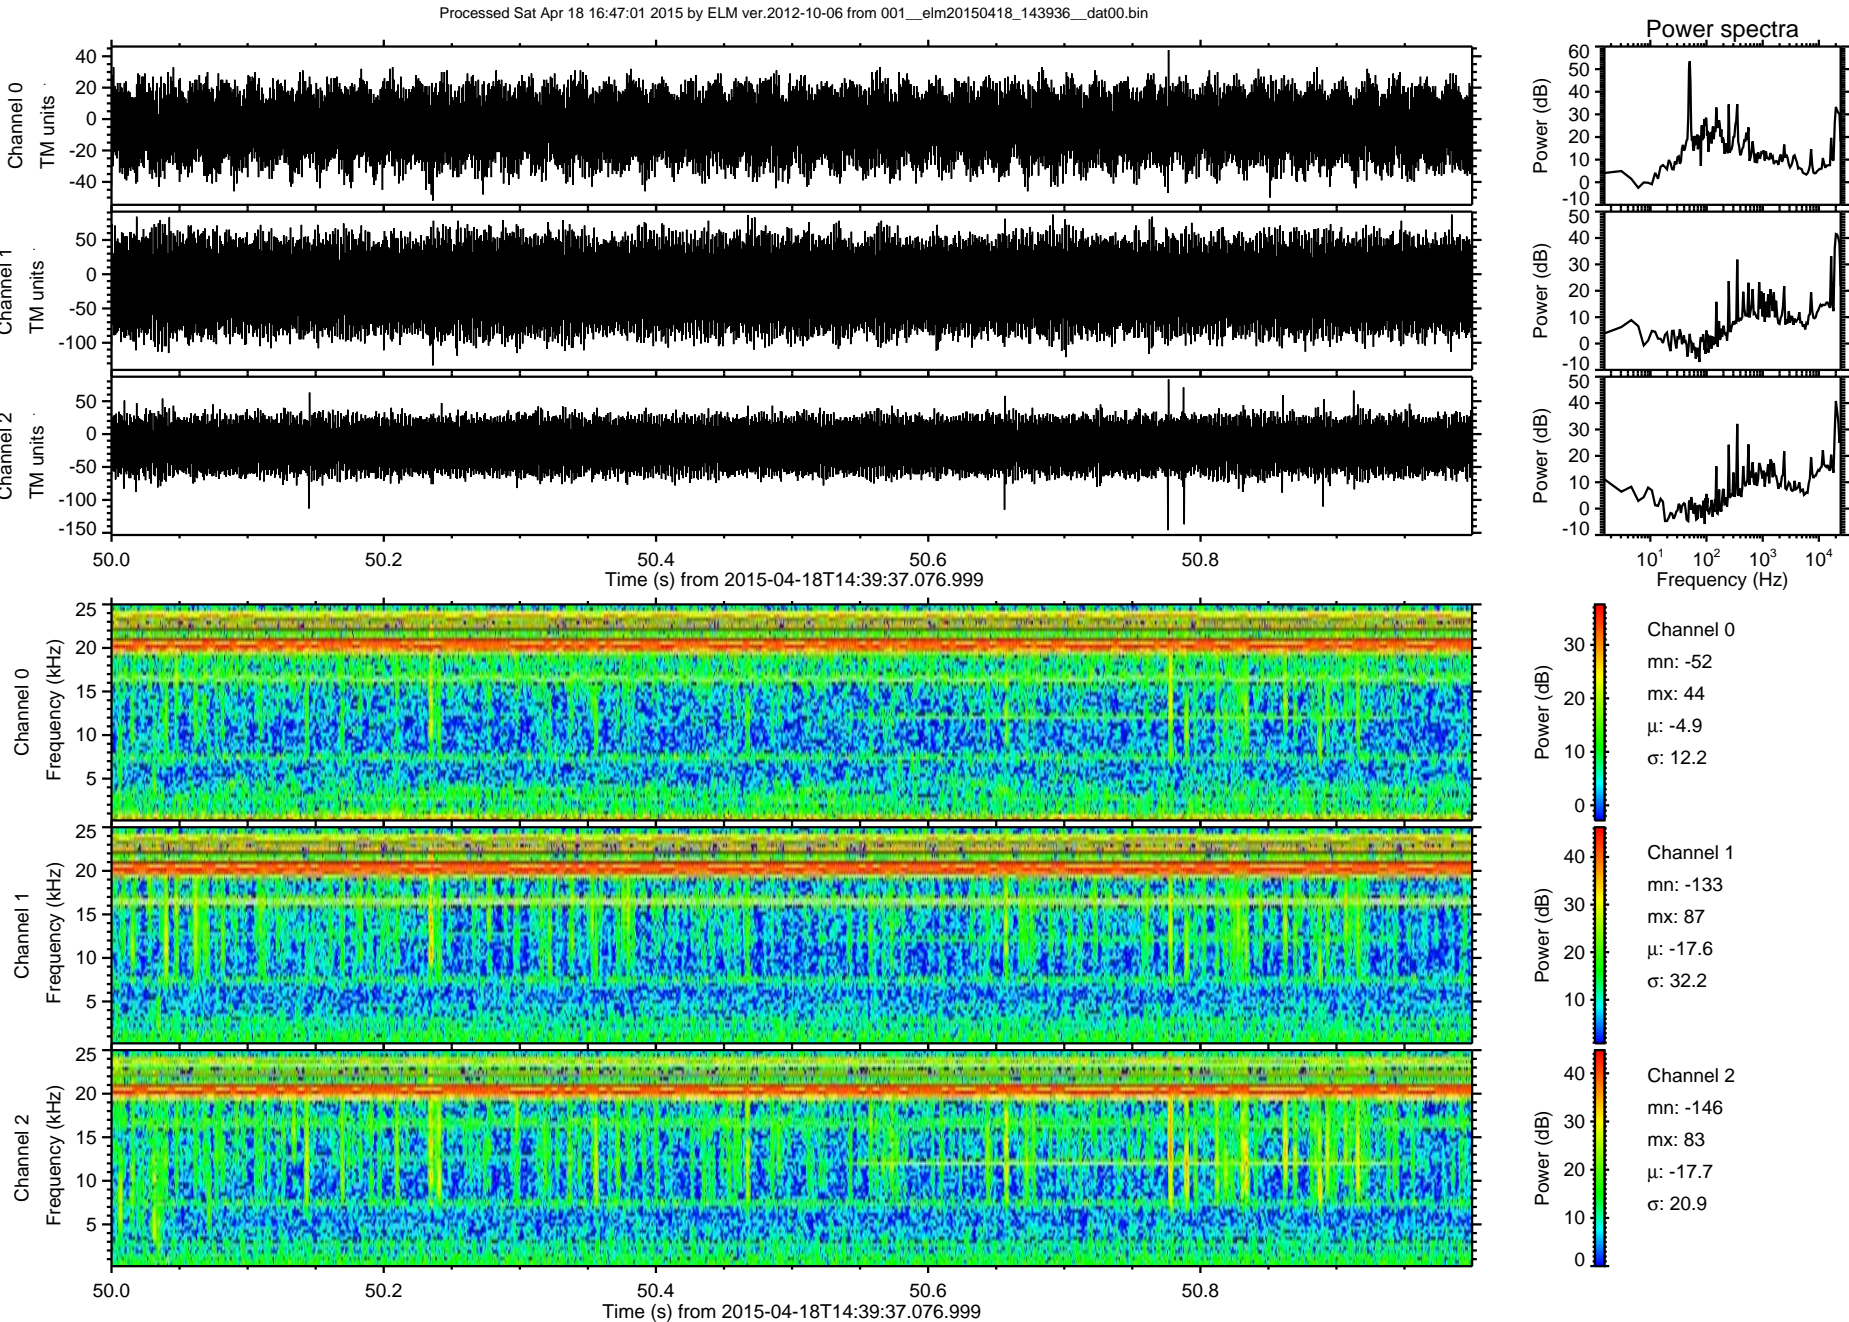 Processed Sat Apr 18 16:47:01 2015 by ELM ver.2012-10-06 from 001__elm20150418_143936__dat00.bin
Power spectra
Channel 0
TM units
40
20
0
-20
-40
Power (dB)
60
50
40
30
20
10
0
-10
Channel 1
TM units
50
0
-50
-100
Power (dB)
50
40
30
20
10
0
-10
Channel 2
TM units
50
0
-50
-100
-150
Power (dB)
50
40
30
20
10
0
-10
50.0 50.2 50.4 50.6 50.8
Time (s) from 2015-04-18T14:39:37.076.999
10^1 10^2 10^3 10^4
Frequency (Hz)
Channel 0
Frequency (kHz)
25
20
15
10
5
Power (dB)
30
20
10
0
Channel 0
mn: -52
mx: 44
μ: -4.9
σ: 12.2
Channel 1
Frequency (kHz)
25
20
15
10
5
Power (dB)
40
30
20
10
Channel 1
mn: -133
mx: 87
μ: -17.6
σ: 32.2
Channel 2
Frequency (kHz)
25
20
15
10
5
Power (dB)
40
30
20
10
0
Channel 2
mn: -146
mx: 83
μ: -17.7
σ: 20.9
50.0 50.2 50.4 50.6 50.8
Time (s) from 2015-04-18T14:39:37.076.999